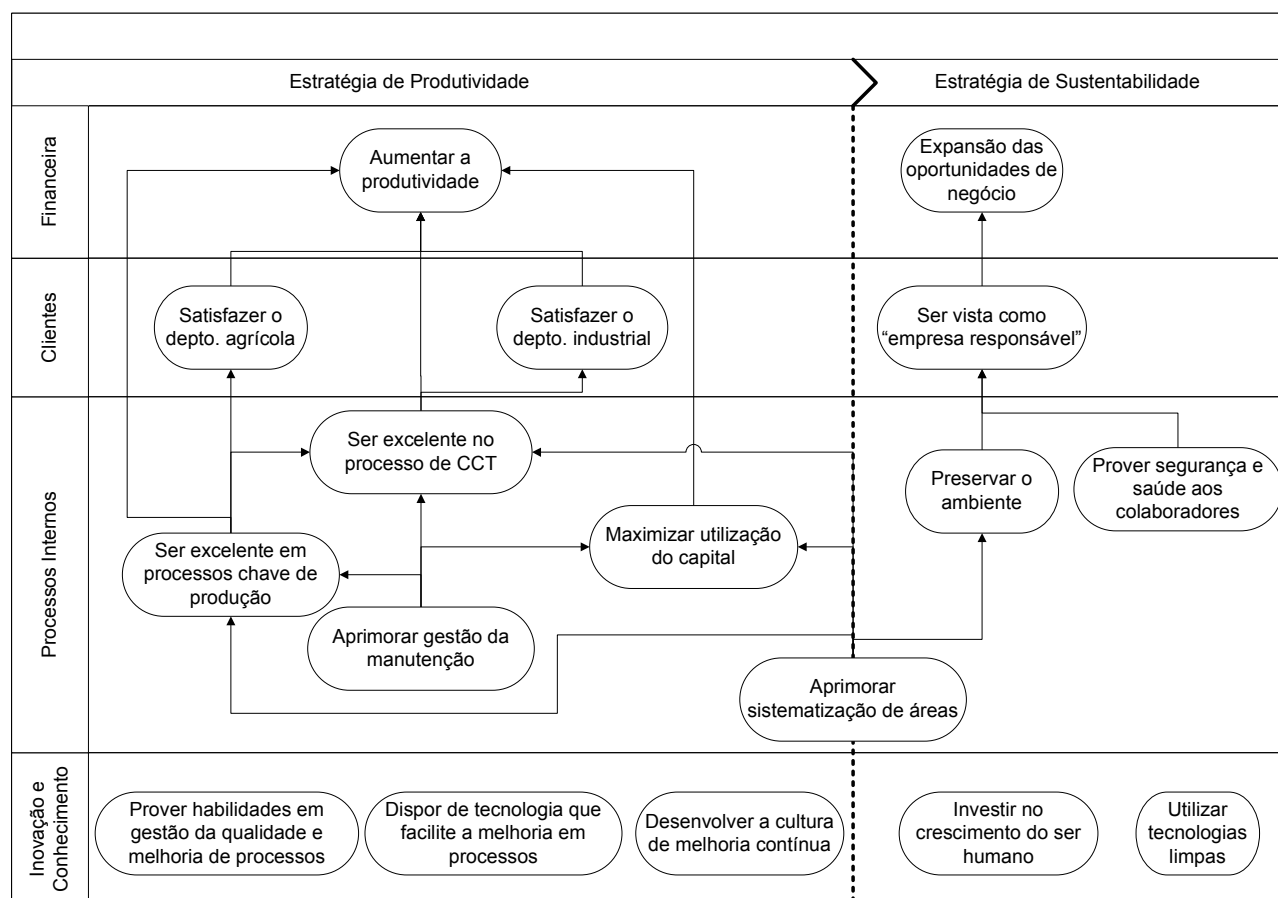 Estratégia de Produtividade
Estratégia de Sustentabilidade
Financeira
Aumentar a
produtividade
Expansão das
oportunidades de
negócio
Clientes
Satisfazer o
depto. agrícola
Satisfazer o
depto. industrial
Ser vista como
“empresa responsável”
Processos Internos
Ser excelente no
processo de CCT
Preservar o
ambiente
Prover segurança e
saúde aos
colaboradores
Ser excelente em
processos chave de
produção
Maximizar utilização
do capital
Aprimorar gestão da
manutenção
Aprimorar
sistematização de áreas
Inovação e
Conhecimento
Prover habilidades em
gestão da qualidade e
melhoria de processos
Dispor de tecnologia que
facilite a melhoria em
processos
Desenvolver a cultura
de melhoria contínua
Investir no
crescimento do ser
humano
Utilizar
tecnologias
limpas